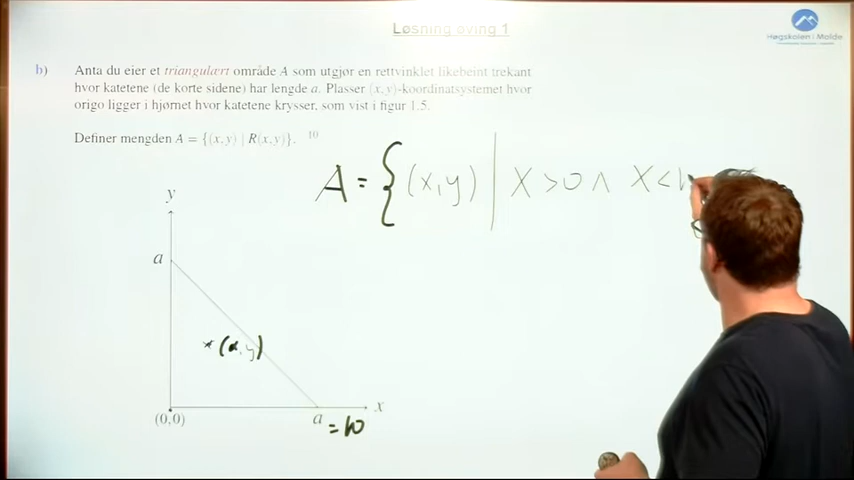 Løsning øving 1
Høgskolen i Molde
b) Anta du eier et triangulært område A som utgjør en rettvinklet likebeint trekant
hvor katetene (de korte sidene) har lengde a. Plasser (x, y)-koordinatsystemet hvor
origo ligger i hjørnet hvor katetene krysser, som vist i figur 1.5.
Definer mengden A = {(x, y) | R(x, y)}. 10
A = { (x, y) | x > 0 ∧ x <
y
a
(x, y)
(0,0)
a = 10
x